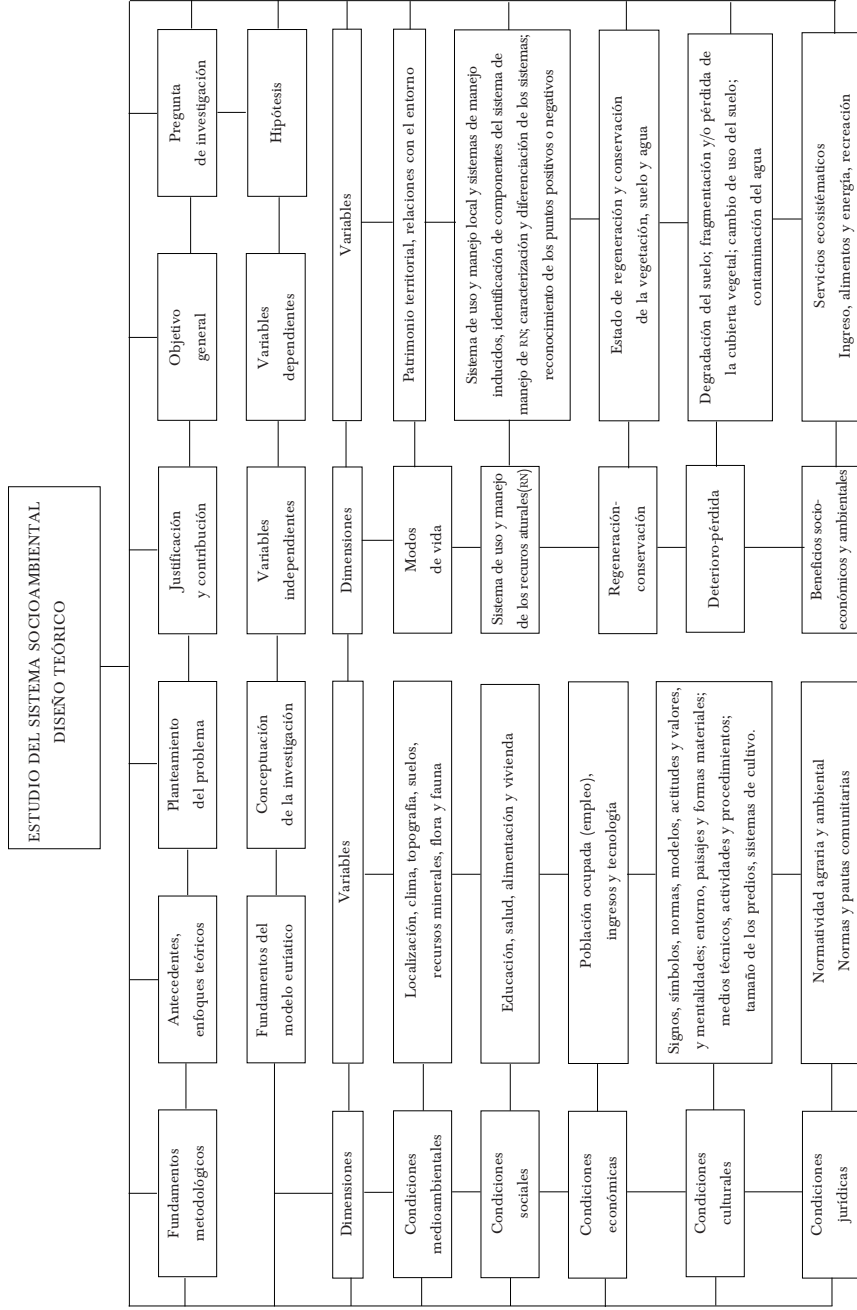 ESTUDIO DEL SISTEMA SOCIOAMBIENTAL
DISEÑO TEÓRICO
Fundamentos
metodológicos
Antecedentes,
enfoques teóricos
Planteamiento
del problema
Justificación
y contribución
Objetivo
general
Pregunta
de investigación
Fundamentos del
modelo euríatico
Conceptuación
de la investigación
Variables
independientes
Variables
dependientes
Hipótesis
Dimensiones
Variables
Dimensiones
Variables
Condiciones
medioambientales
Localización, clima, topografía, suelos,
recursos minerales, flora y fauna
Modos
de vida
Patrimonio territorial, relaciones con el entorno
Condiciones
sociales
Educación, salud, alimentación y vivienda
Sistema de uso y manejo
de los recuros aturales(RN)
Sistema de uso y manejo local y sistemas de manejo
inducidos, identificación de componentes del sistema de
manejo de RN; caracterización y diferenciación de los sistemas;
reconocimiento de los puntos positivos o negativos
Condiciones
económicas
Población ocupada (empleo),
ingresos y tecnología
Regeneración-
conservación
Estado de regeneración y conservación
de la vegetación, suelo y agua
Condiciones
culturales
Signos, símbolos, normas, modelos, actitudes y valores,
y mentalidades; entorno, paisajes y formas materiales;
medios técnicos, actividades y procedimientos;
tamaño de los predios, sistemas de cultivo.
Deterioro-pérdida
Degradación del suelo; fragmentación y/o pérdida de
la cubierta vegetal; cambio de uso del suelo;
contaminación del agua
Condiciones
jurídicas
Normatividad agraria y ambiental
Normas y pautas comunitarias
Beneficios socio-
económicos y ambientales
Servicios ecosistématicos
Ingreso, alimentos y energía, recreación